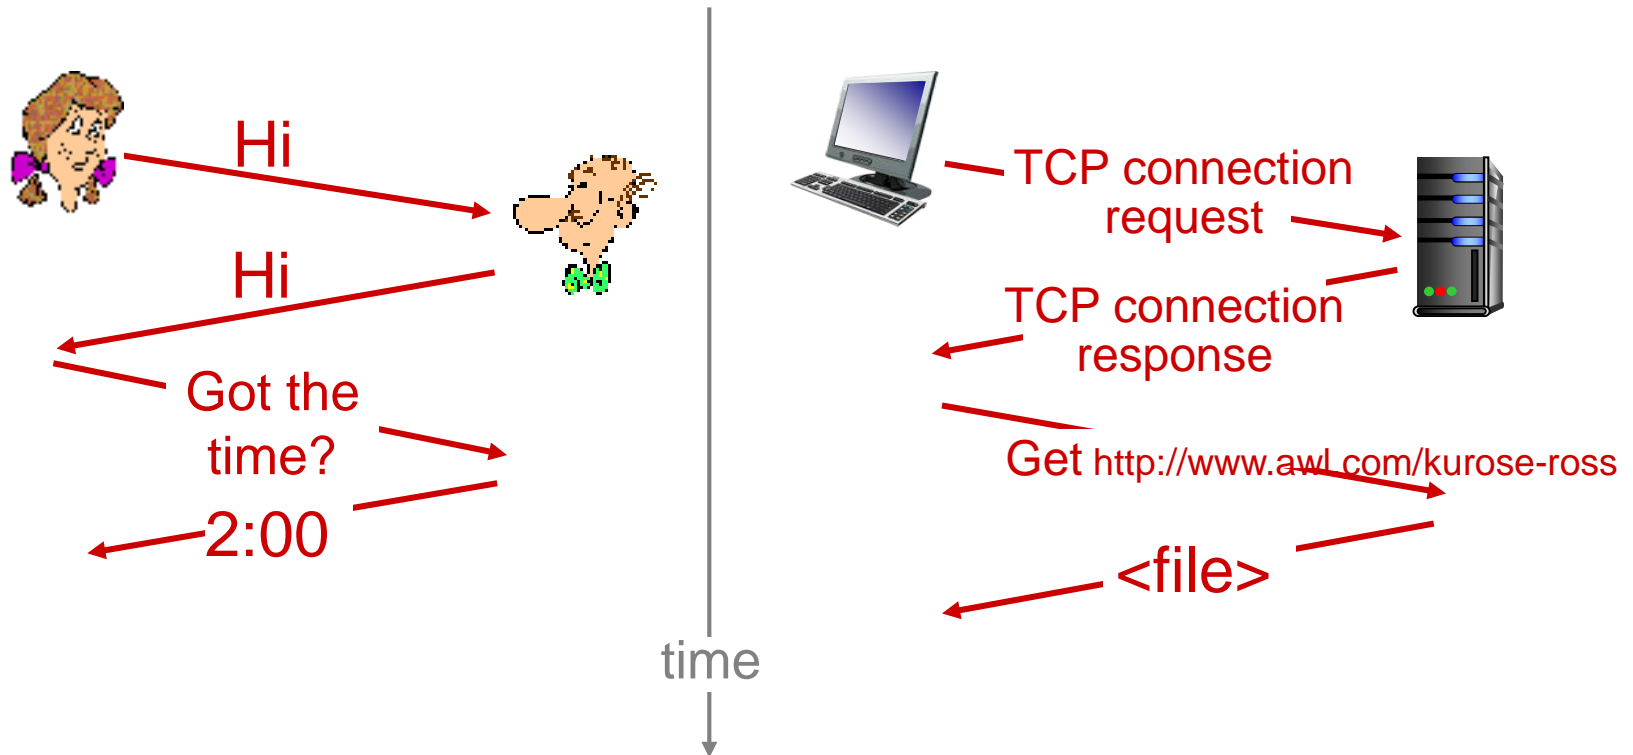 Hi
Hi
Got the
time?
2:00
time
TCP connection
request
TCP connection
response
Get http://www.awl.com/kurose-ross
<file>